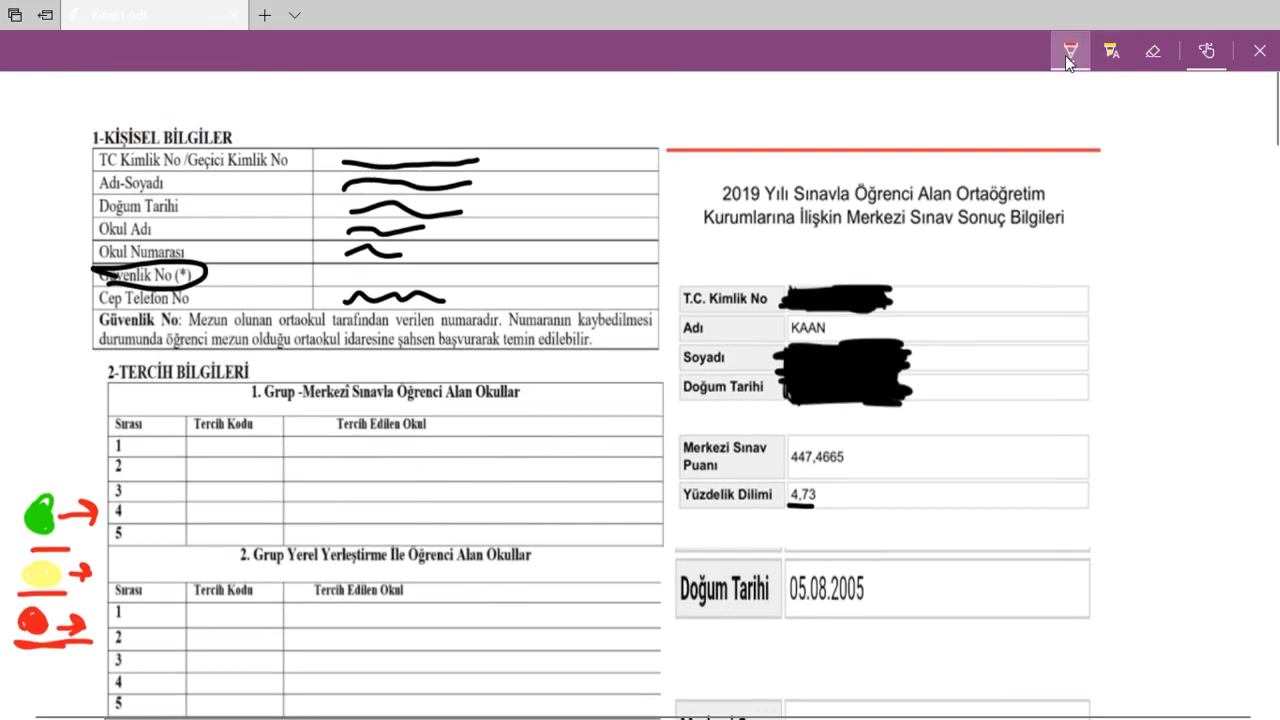 Kitap1.pdf
1-KİŞİSEL BİLGİLER
TC Kimlik No /Geçici Kimlik No
Adı-Soyadı
Doğum Tarihi
Okul Adı
Okul Numarası
Güvenlik No (*)
Cep Telefon No
Güvenlik No: Mezun olunan ortaokul tarafından verilen numaradır. Numaranın kaybedilmesi
durumunda öğrenci mezun olduğu ortaokul idaresine şahsen başvurarak temin edilebilir.
2-TERCİH BİLGİLERİ
1. Grup -Merkezî Sınavla Öğrenci Alan Okullar
Sırası Tercih Kodu Tercih Edilen Okul
1
2
3
4
5
2. Grup Yerel Yerleştirme İle Öğrenci Alan Okullar
Sırası Tercih Kodu Tercih Edilen Okul
1
2
3
4
5
2019 Yılı Sınavla Öğrenci Alan Ortaöğretim
Kurumlarına İlişkin Merkezi Sınav Sonuç Bilgileri
T.C. Kimlik No
Adı KAAN
Soyadı
Doğum Tarihi
Merkezi Sınav
Puanı 447,4665
Yüzdelik Dilimi 4,73
Doğum Tarihi 05.08.2005